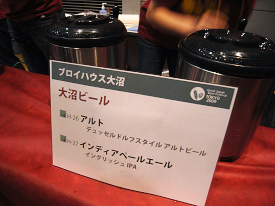 ブロイハウス大沼
大沼ビール
H-26 アルト
デュッセルドルフスタイル アルトビール
H-27 インディアペールエール
イングリッシュ IPA